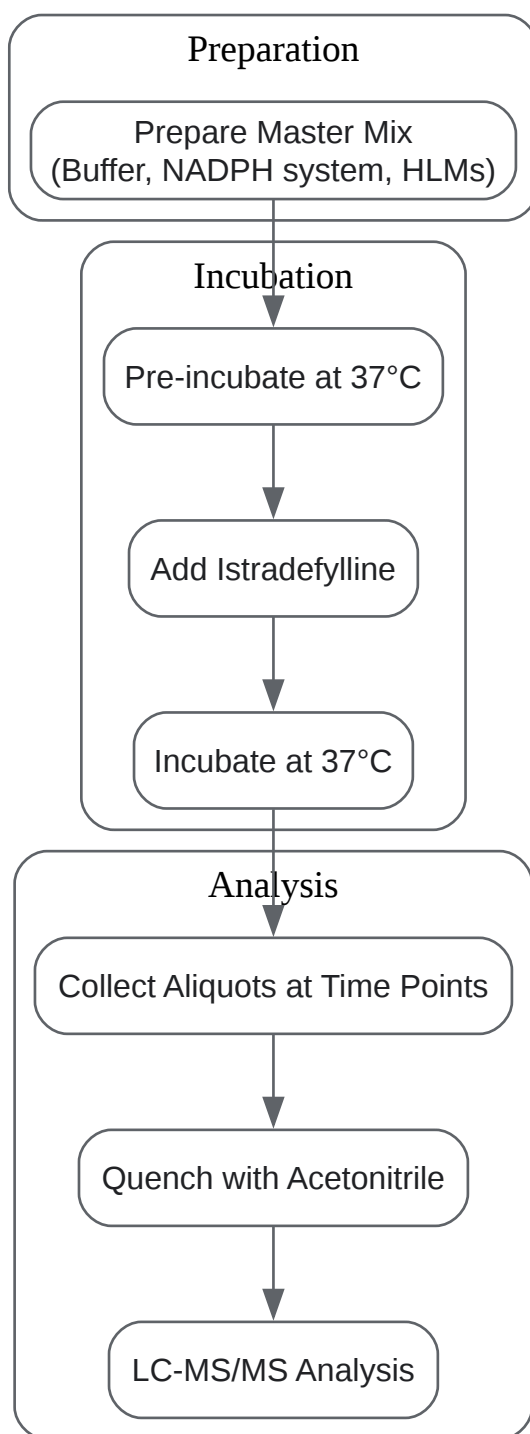 Preparation
Prepare Master Mix
(Buffer, NADPH system, HLMs)
Incubation
Pre-incubate at 37°C
Add Istradefylline
Incubate at 37°C
Analysis
Collect Aliquots at Time Points
Quench with Acetonitrile
LC-MS/MS Analysis